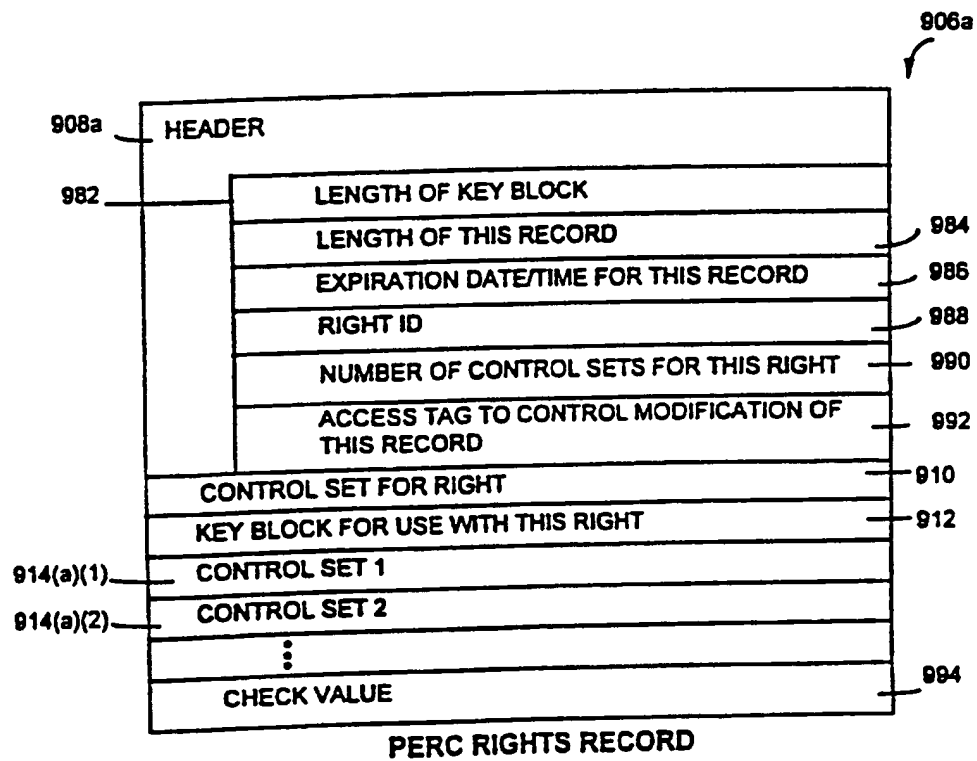 906a
908a HEADER
982 LENGTH OF KEY BLOCK
LENGTH OF THIS RECORD 984
EXPIRATION DATE/TIME FOR THIS RECORD 986
RIGHT ID 988
NUMBER OF CONTROL SETS FOR THIS RIGHT 990
ACCESS TAG TO CONTROL MODIFICATION OF
THIS RECORD 992
CONTROL SET FOR RIGHT 910
KEY BLOCK FOR USE WITH THIS RIGHT 912
914(a)(1) CONTROL SET 1
914(a)(2) CONTROL SET 2
CHECK VALUE 994
PERC RIGHTS RECORD